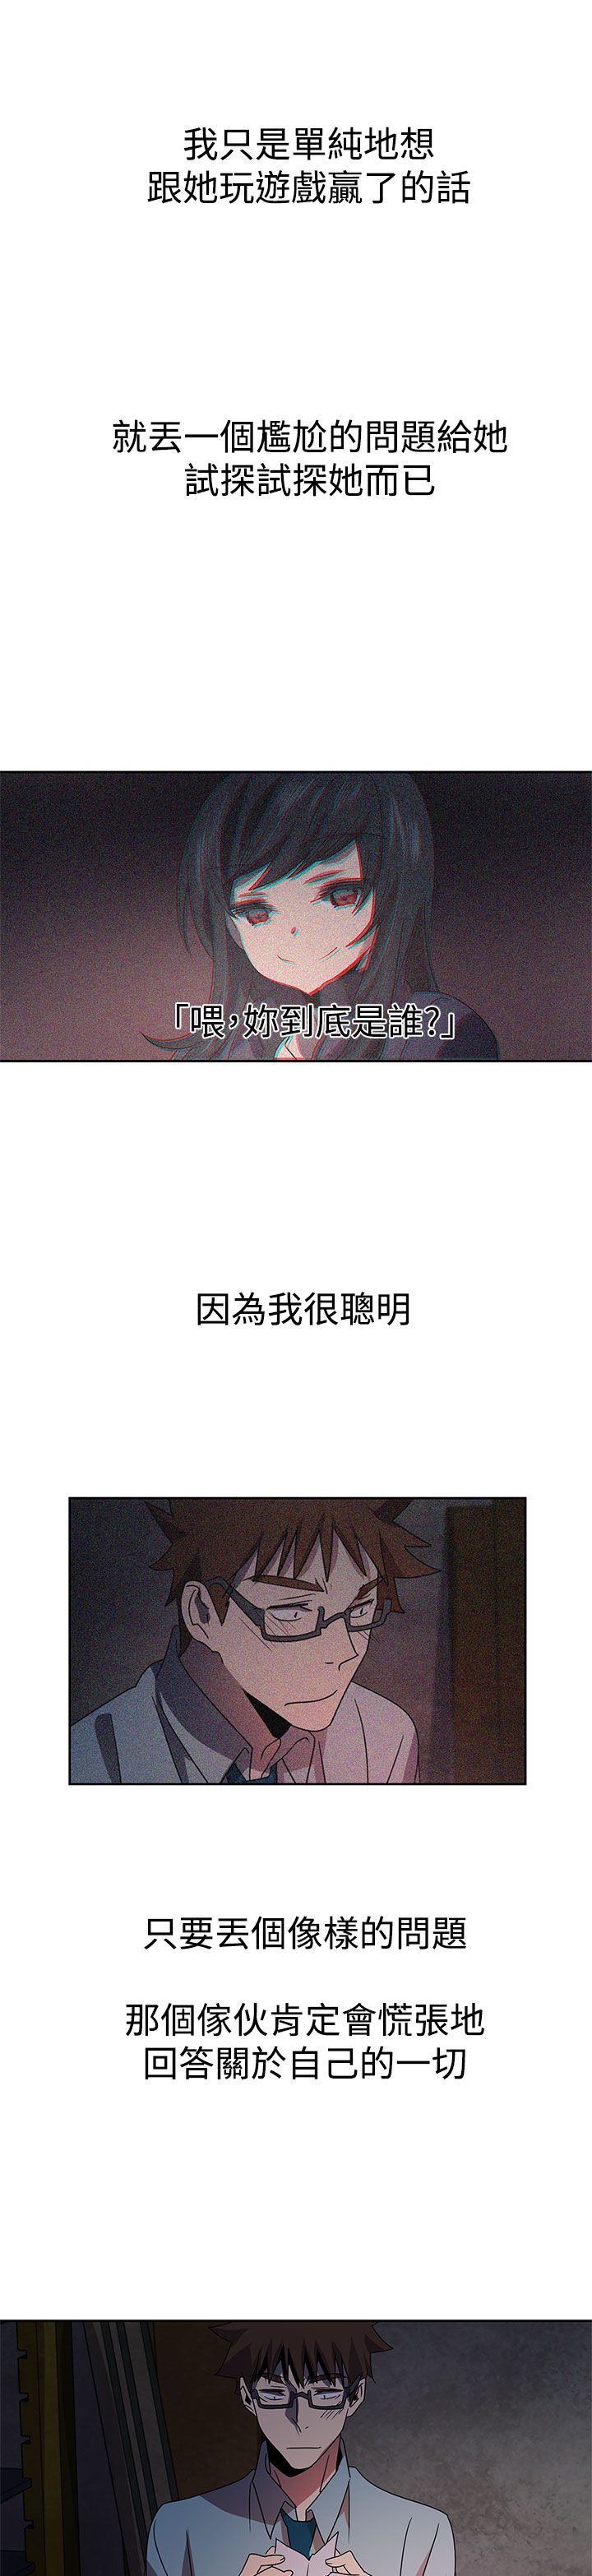 我只是單純地想
跟她玩遊戲贏了的話
就丟一個尷尬的問題給她
試探試探她而已
「喂，妳到底是誰?」
因為我很聰明
只要丟個像樣的問題
那個傢伙肯定會慌張地
回答關於自己的一切